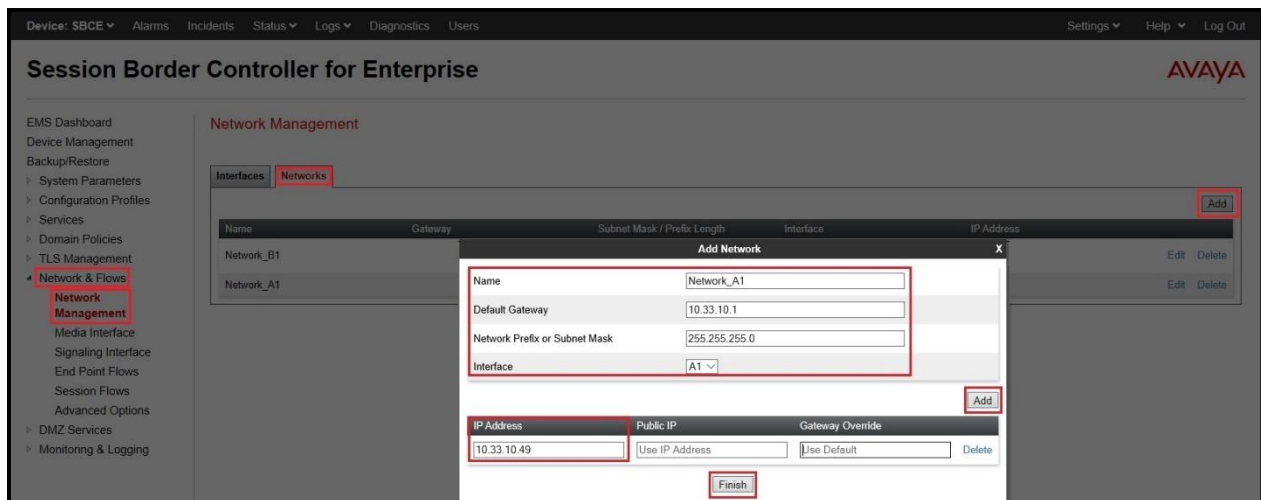 Device: SBCE Alarms Incidents Status Logs Diagnostics Users Settings Help Log Out
Session Border Controller for Enterprise
AVAYA
EMS Dashboard
Device Management
Backup/Restore
System Parameters
Configuration Profiles
Services
Domain Policies
TLS Management
Network & Flows
Network
Management
Media Interface
Signaling Interface
End Point Flows
Session Flows
Advanced Options
DMZ Services
Monitoring & Logging
Network Management
Interfaces Networks
Add
Name Gateway Subnet Mask / Prefix Length Interface IP Address
Network_B1 Edit Delete
Network_A1 Edit Delete
Add Network X
Name Network_A1
Default Gateway 10.33.10.1
Network Prefix or Subnet Mask 255.255.255.0
Interface A1
Add
IP Address Public IP Gateway Override
10.33.10.49 Use IP Address Use Default Delete
Finish